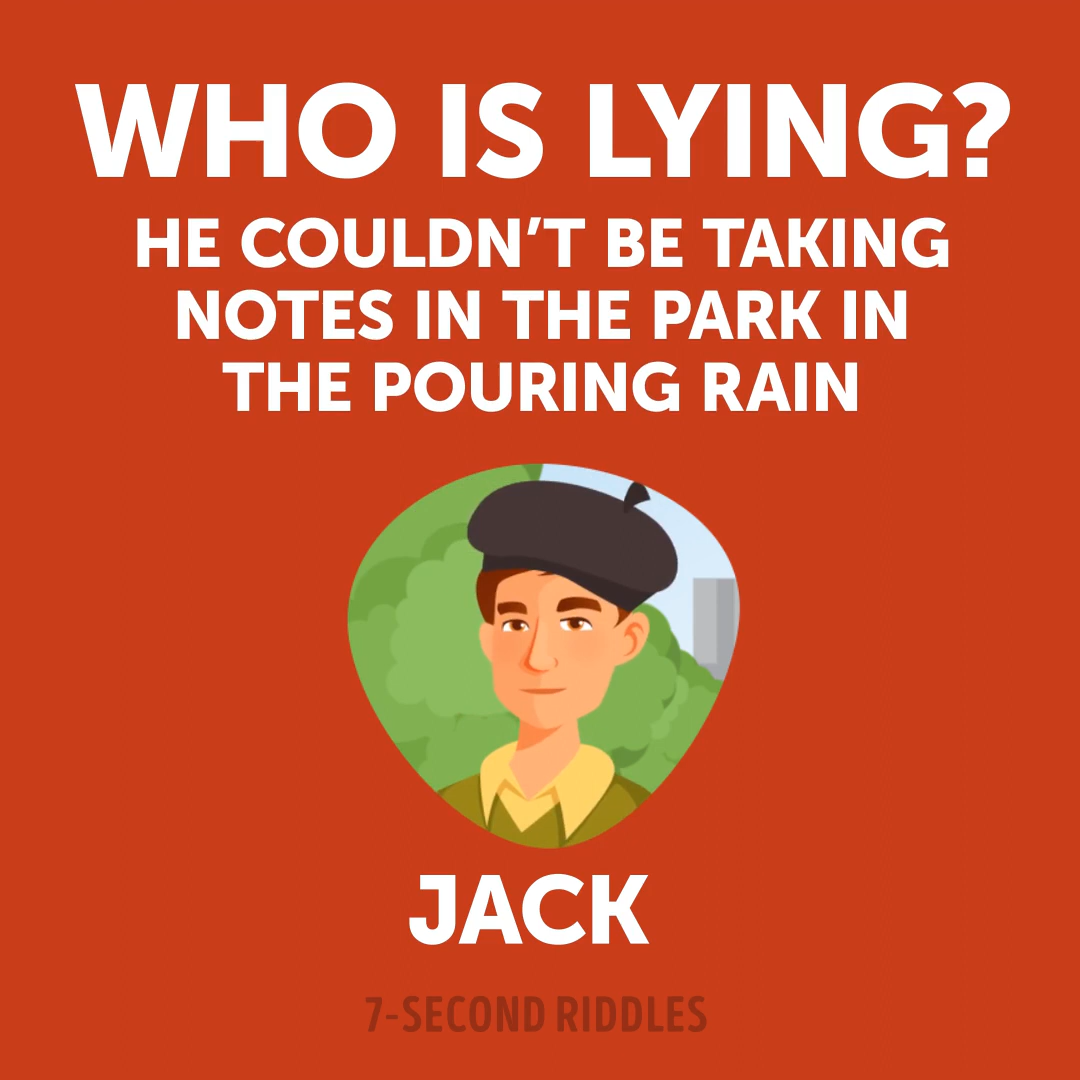 WHO IS LYING?
HE COULDN’T BE TAKING
NOTES IN THE PARK IN
THE POURING RAIN
JACK
7-SECOND RIDDLES